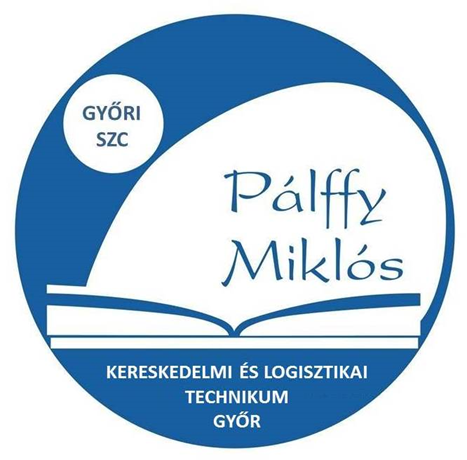 GYŐRI
SZC
Pálffy
Miklós
KERESKEDELMI ÉS LOGISZTIKAI
TECHNIKUM
GYŐR